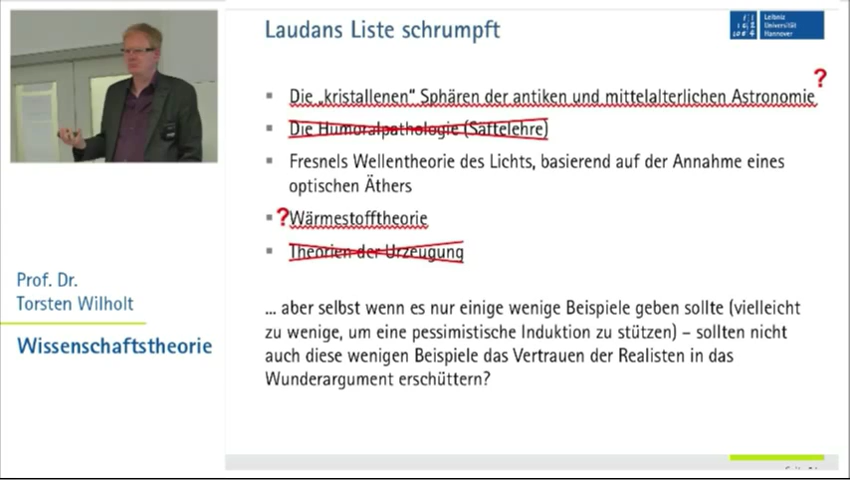 Laudans Liste schrumpft
Leibniz
Universität
Hannover
Die „kristallenen“ Sphären der antiken und mittelalterlichen Astronomie
?
Die Humoralpathologie (Säftelehre)
Fresnels Wellentheorie des Lichts, basierend auf der Annahme eines
optischen Äthers
?Wärmestofftheorie
Theorien der Urzeugung
... aber selbst wenn es nur einige wenige Beispiele geben sollte (vielleicht
zu wenige, um eine pessimistische Induktion zu stützen) – sollten nicht
auch diese wenigen Beispiele das Vertrauen der Realisten in das
Wunderargument erschüttern?
Prof. Dr.
Torsten Wilholt
Wissenschaftstheorie